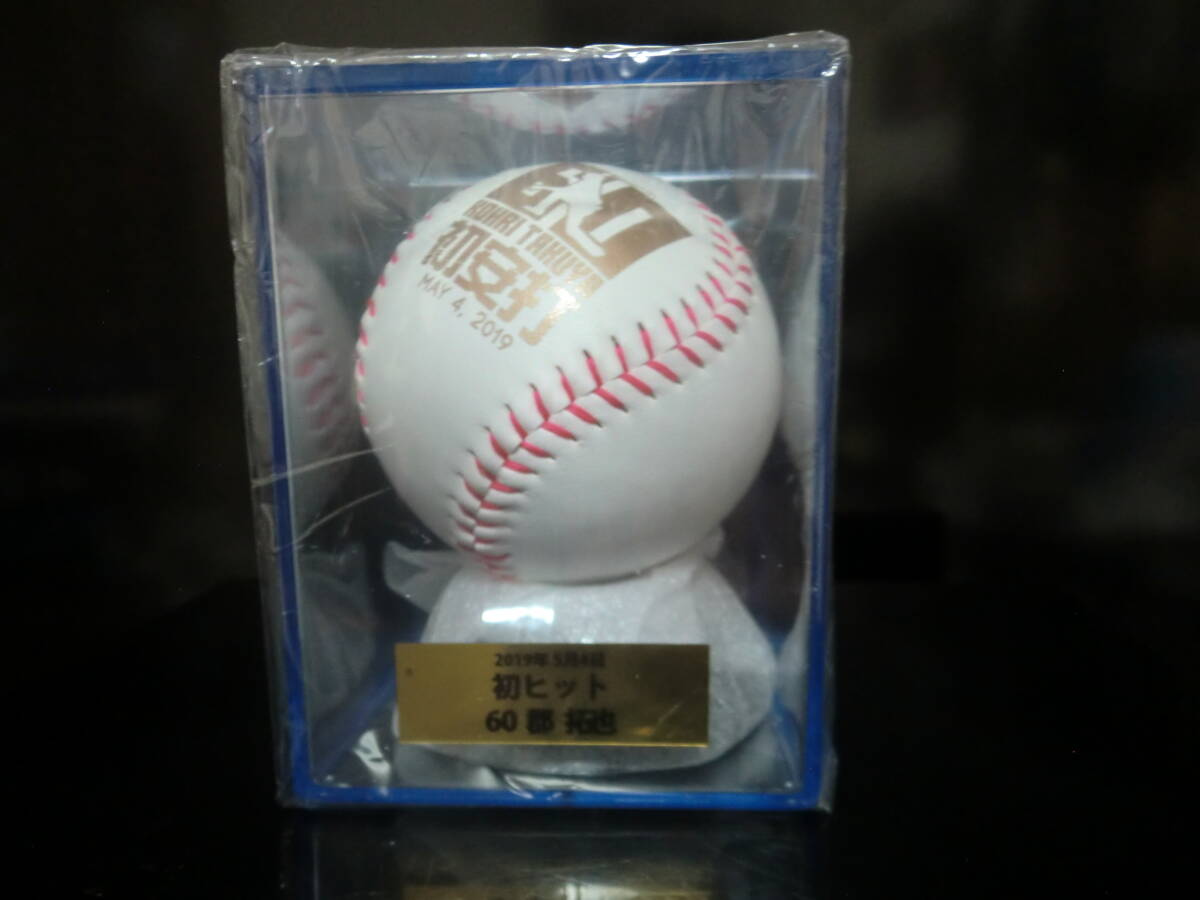 KOHRI TAKUYA
初安打
MAY 4, 2019
2019年 5月4日
初ヒット
60 郡 拓也